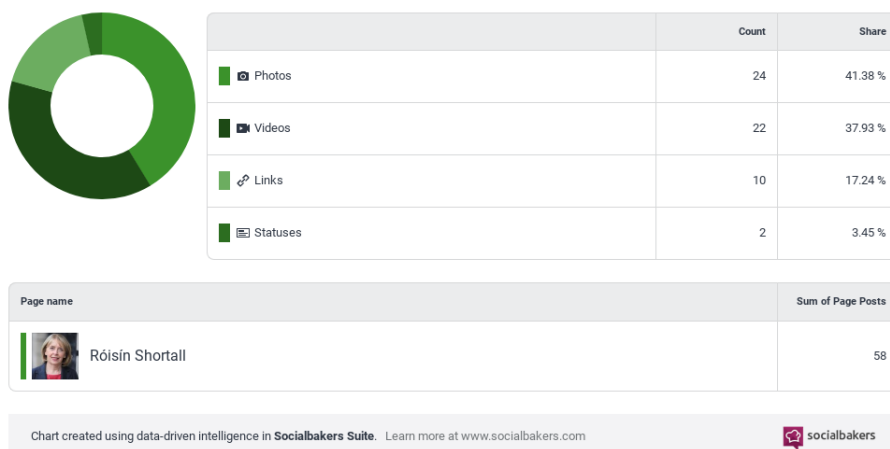 Count Share
Photos 24 41.38 %
Videos 22 37.93 %
Links 10 17.24 %
Statuses 2 3.45 %
Page name Sum of Page Posts
Róisín Shortall 58
Chart created using data-driven intelligence in Socialbakers Suite. Learn more at www.socialbakers.com socialbakers